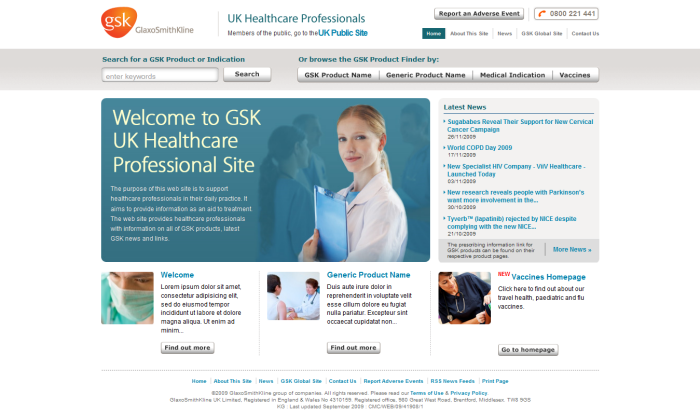 gsk
GlaxoSmithKline
UK Healthcare Professionals
Members of the public, go to the UK Public Site
Report an Adverse Event
0800 221 441
Home
About This Site
News
GSK Global Site
Contact Us
Search for a GSK Product or Indication
enter keywords
Search
Or browse the GSK Product Finder by:
GSK Product Name
Generic Product Name
Medical Indication
Vaccines
Welcome to GSK
UK Healthcare
Professional Site
The purpose of this web site is to support
healthcare professionals in their daily practice. It
aims to provide information as an aid to treatment.
The web site provides healthcare professionals
with information on all of GSK products, latest
GSK news and links.
Latest News
Sugababes Reveal Their Support for New Cervical
Cancer Campaign
26/11/2009
World COPD Day 2009
17/11/2009
New Specialist HIV Company - ViiV Healthcare -
Launched Today
03/11/2009
New research reveals people with Parkinson's
want more involvement in the...
30/10/2009
Tyverb™ (lapatinib) rejected by NICE despite
complying with the new NICE...
21/10/2009
The prescribing information link for
GSK products can be found on their
respective product pages.
More News »
Welcome
Lorem ipsum dolor sit amet,
consectetur adipisicing elit,
sed do eiusmod tempor
incididunt ut labore et dolore
magna aliqua. Ut enim ad
minim...
Find out more
Generic Product Name
Duis aute irure dolor in
reprehenderit in voluptate velit
esse cillum dolore eu fugiat
nulla pariatur. Excepteur sint
occaecat cupidatat non...
Find out more
NEW Vaccines Homepage
Click here to find out about our
travel health, paediatric and flu
vaccines.
Go to homepage
Home
About This Site
News
GSK Global Site
Contact Us
Report Adverse Events
RSS News Feeds
Print Page
©2009 GlaxoSmithKline group of companies. All rights reserved. Please read our Terms of Use & Privacy Policy.
GlaxoSmithKline UK Limited. Registered in England & Wales No 4310159. Registered office, 980 Great West Road, Brentford, Middlesex. TW8 9GS
KG | Last updated September 2009